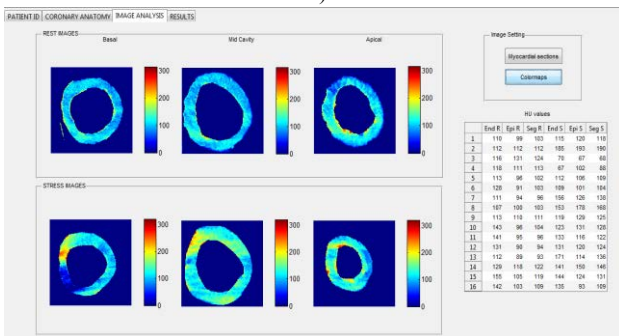 PATIENT ID CORONARY ANATOMY IMAGE ANALYSIS RESULTS
REST IMAGES
Basal Mid Cavity Apical
300 300 300
200 200 200
100 100 100
0 0 0
STRESS IMAGES
300 300 300
200 200 200
100 100 100
0 0 0
Image Setting
Myocardial sections
Colormaps
HU values
End R Epi R Seg R End S Epi S Seg S
1 110 99 103 115 120 118
2 112 112 112 185 193 190
3 116 131 124 70 67 68
4 118 111 113 67 102 88
5 113 96 102 112 106 109
6 128 91 103 109 101 104
7 111 94 96 156 128 138
8 107 100 103 153 178 168
9 113 110 111 119 129 125
10 143 96 104 123 131 128
11 141 95 96 133 116 122
12 131 90 94 131 120 124
13 112 89 93 171 114 136
14 129 118 122 141 150 146
15 155 105 119 144 124 131
16 142 103 109 135 93 109